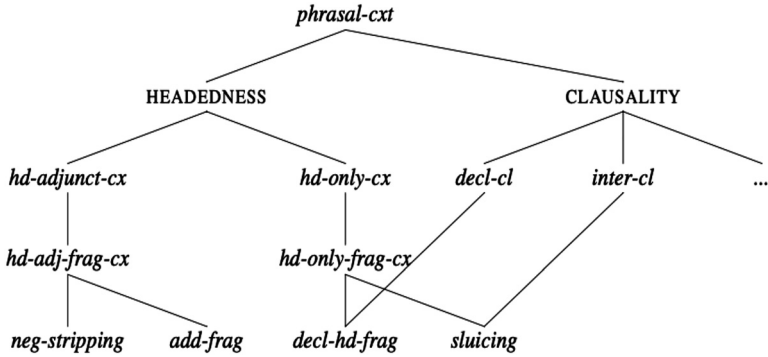 phrasal-cxt
HEADEDNESS CLAUSALITY
hd-adjunct-cx hd-only-cx decl-cl inter-cl ...
hd-adj-frag-cx hd-only-frag-cx
neg-stripping add-frag decl-hd-frag sluicing